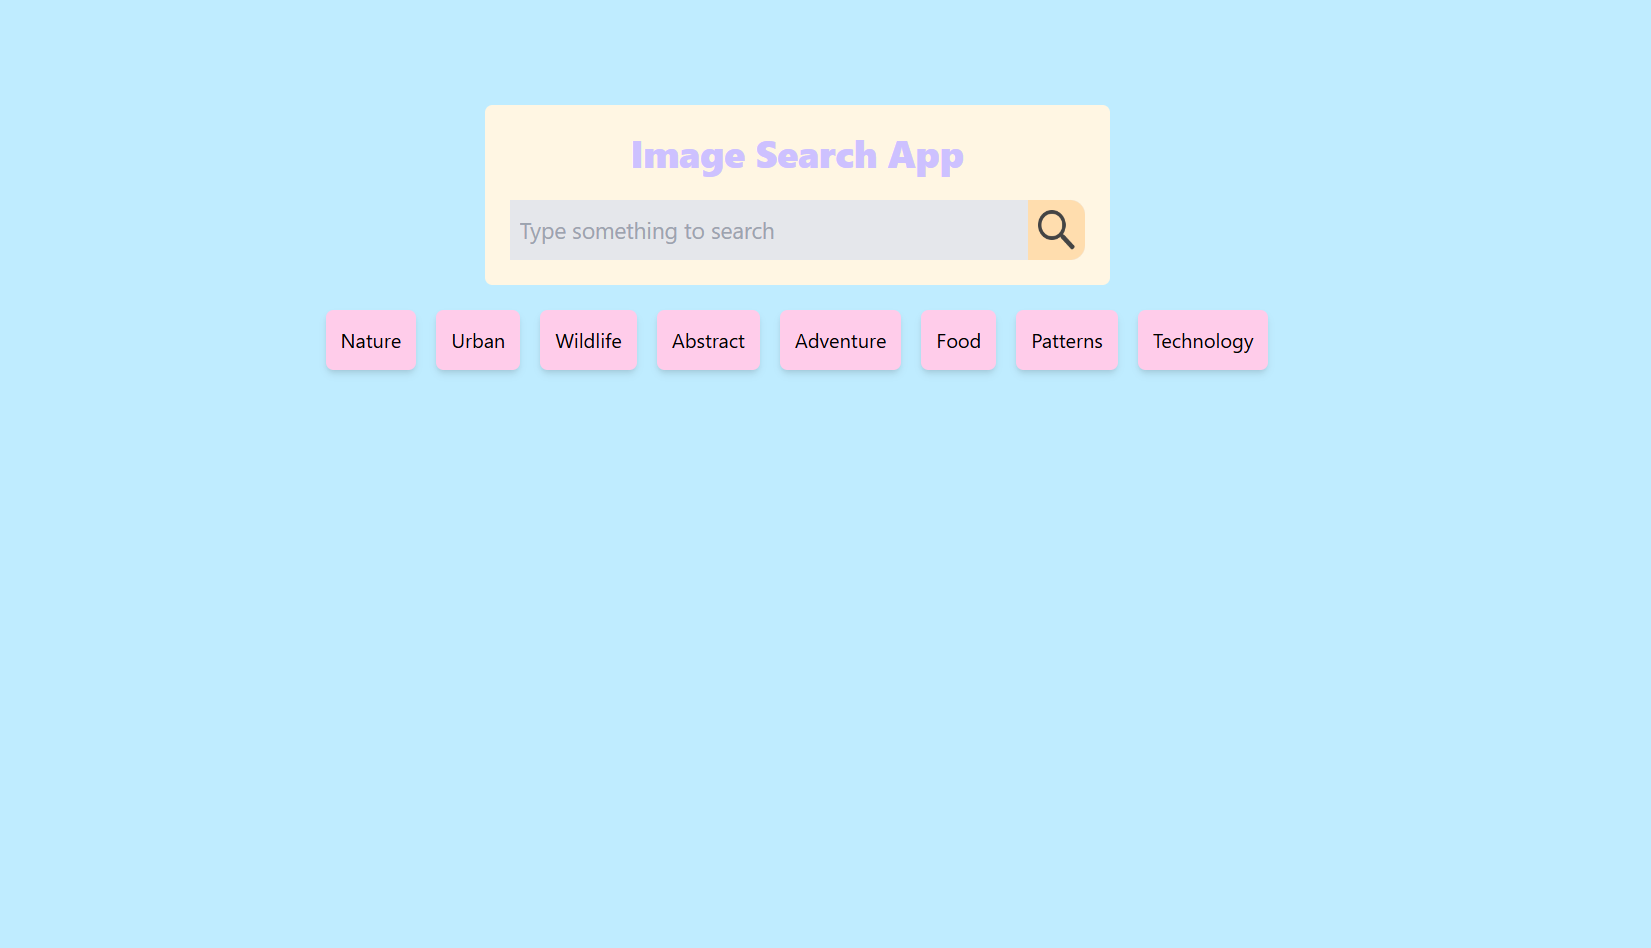 Image Search App
Type something to search
Nature Urban Wildlife Abstract Adventure Food Patterns Technology